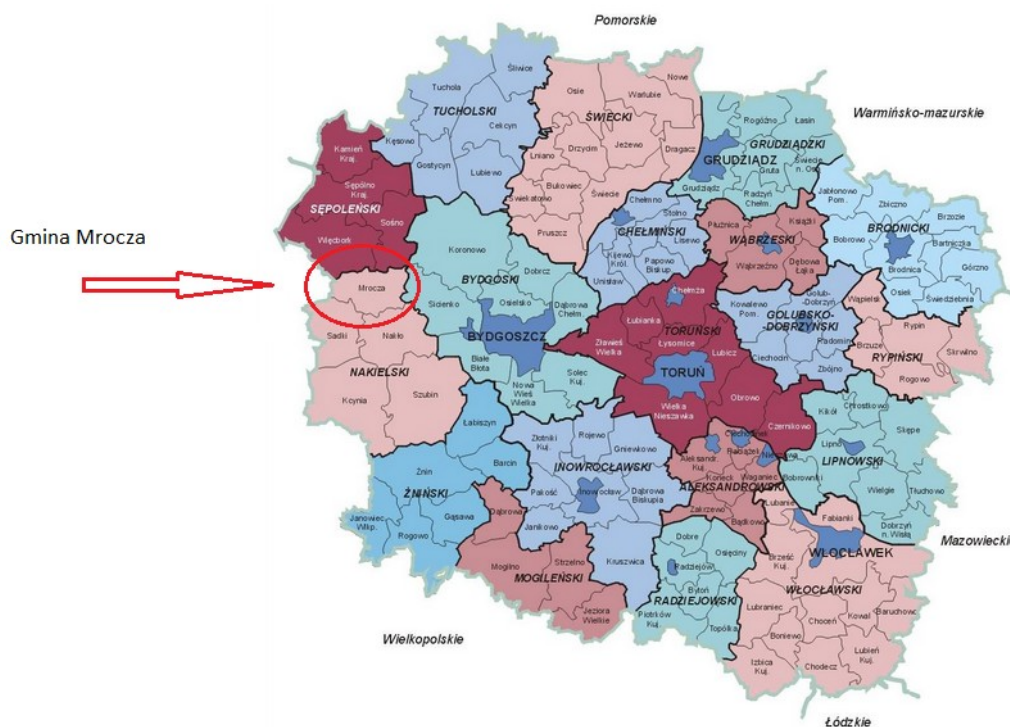 Pomorskie
Śliwice
Tuchola
TUCHOLSKI
Cekcyn
Kęsowo
Gostycyn
Lubiewo
Nowe
Osie
Warlubie
ŚWIECKI
Drzycim
Jeżewo
Dragacz
Lniano
Bukowiec
Świekatowo
Świecie
Pruszcz
Warmińsko-mazurskie
Rogóźno
Łasin
GRUDZIĄDZKI
GRUDZIĄDZ
Gruta
Świecie
n. Osą
Grudziądz
Radzyń
Chełm.
Kamień
Kraj.
Sępólno
Kraj.
SĘPOLEŃSKI
Sośno
Więcbork
Gmina Mrocza
Mrocza
Sadki
Nakło
NAKIELSKI
Kcynia
Szubin
Koronowo
BYDGOSKI
Dobrcz
Sicienko
Osielsko
Dąbrowa
Chełm.
BYDGOSZCZ
Białe
Błota
Nowa
Wieś
Wielka
Solec
Kuj.
Chełmno
Stolno
CHEŁMIŃSKI
Lisewo
Kijewo
Król.
Papowo
Biskup.
Unisław
Płużnica
Książki
WĄBRZESKI
Wąbrzeźno
Dębowa
Łąka
Jabłonowo
Pom.
Zbiczno
Brzozie
BRODNICKI
Bobrowo
Bartniczka
Brodnica
Górzno
Osiek
Świedziebnia
Chełmża
Łubianka
TORUŃSKI
Zławieś
Wielka
Łysomice
Lubicz
TORUŃ
Wielka
Nieszawka
Obrowo
Czernikowo
Kowalewo
Pom.
Golub-
Dobrzyń
GOLUBSKO-
DOBRZYŃSKI
Radomin
Ciechocin
Zbójno
Wąpielsk
Rypin
Brzuze
Skrwilno
RYPIŃSKI
Rogowo
Kikół
Chrostkowo
Skępe
Lipno
LIPNOWSKI
Bobrowniki
Wielgie
Tłuchowo
Dobrzyń
n. Wisłą
Łabiszyn
Żnin
Barcin
ŻNIŃSKI
Gąsawa
Janowiec
Wlkp.
Rogowo
Złotniki
Kuj.
Rojewo
Gniewkowo
INOWROCŁAWSKI
Pakość
Inowrocław
Dąbrowa
Biskupia
Janikowo
Kruszwica
Aleksandr.
Kuj.
Raciążek
Koneck
Waganiec
ALEKSANDROWSKI
Zakrzewo
Bądkowo
Dąbrowa
Mogilno
Strzelno
MOGILEŃSKI
Jeziora
Wielkie
Dobre
Osięciny
Radziejów
Bytoń
RADZIEJOWSKI
Piotrków
Kuj.
Topólka
Lubanie
Fabianki
WŁOCŁAWEK
Brześć
Kuj.
WŁOCŁAWSKI
Lubraniec
Choceń
Kowal
Baruchowo
Boniewo
Lubień
Kuj.
Izbica
Kuj.
Chodecz
Mazowieckie
Wielkopolskie
Łódzkie